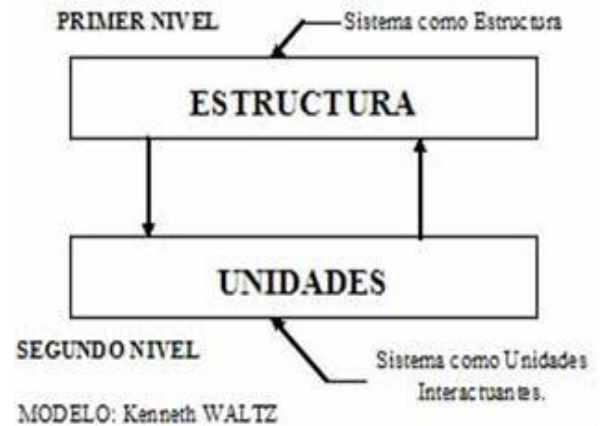 PRIMER NIVEL
Sistema como Estructura
ESTRUCTURA
UNIDADES
SEGUNDO NIVEL
Sistema como Unidades
Interactuantes.
MODELO: Kenneth WALTZ